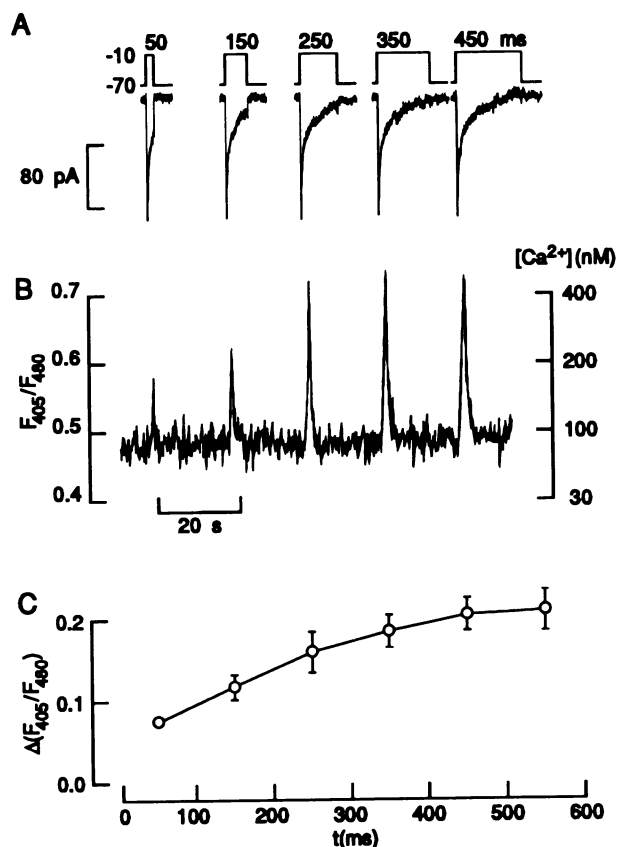 A
50 150 250 350 450 ms
-10
-70
80 pA
B
[Ca²⁺](nM)
0.7
0.6
0.5
0.4
F₄₀₅/F₄₈₀
400
200
100
30
20 s
C
0.2
0.1
0.0
Δ(F₄₀₅/F₄₈₀)
0 100 200 300 400 500 600
t(ms)